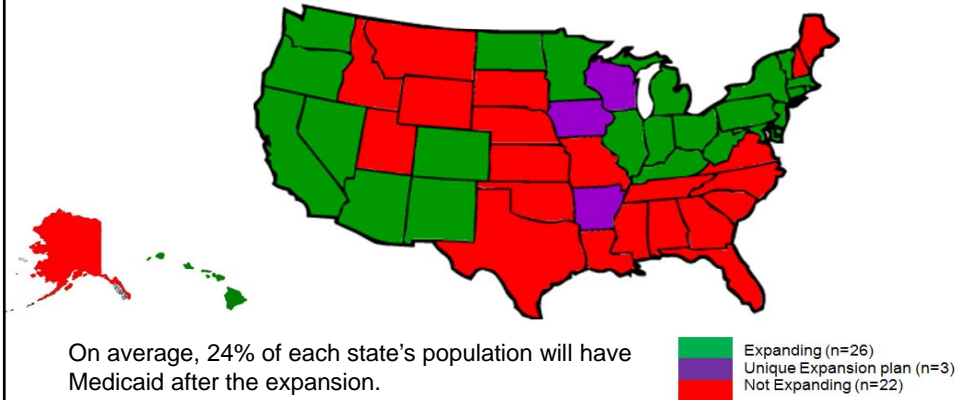 On average, 24% of each state's population will have
Medicaid after the expansion.
Expanding (n=26)
Unique Expansion plan (n=3)
Not Expanding (n=22)